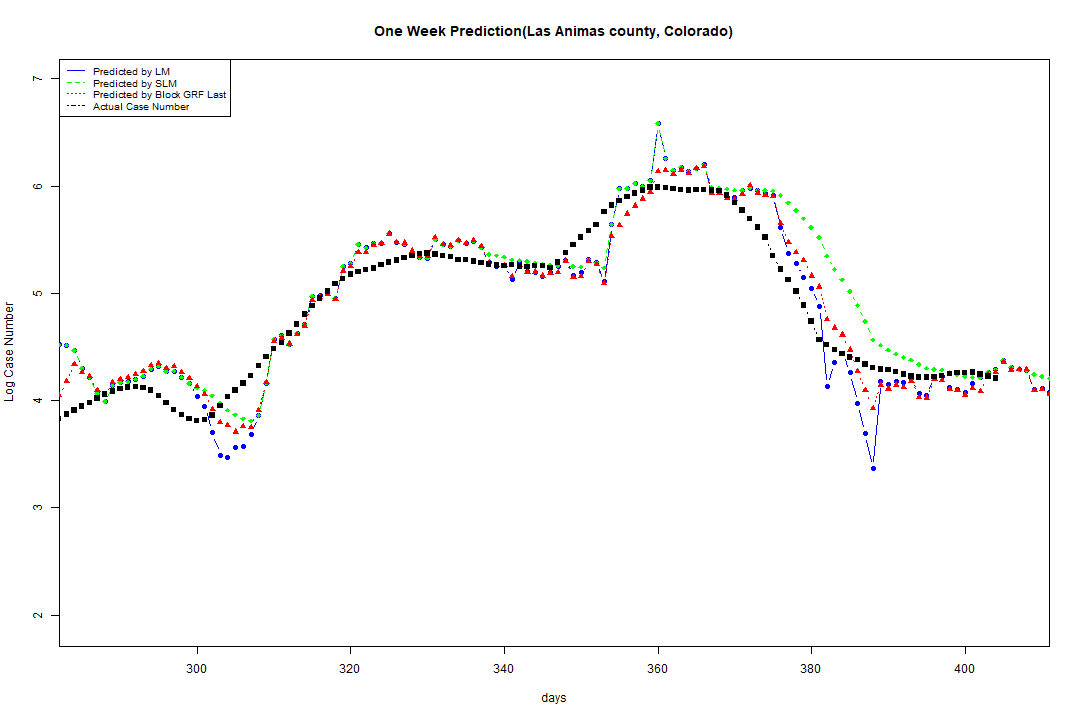 One Week Prediction(Las Animas county, Colorado)
Predicted by LM
Predicted by SLM
Predicted by Block GRF Last
Actual Case Number
7
6
5
4
3
2
Log Case Number
300 320 340 360 380 400
days